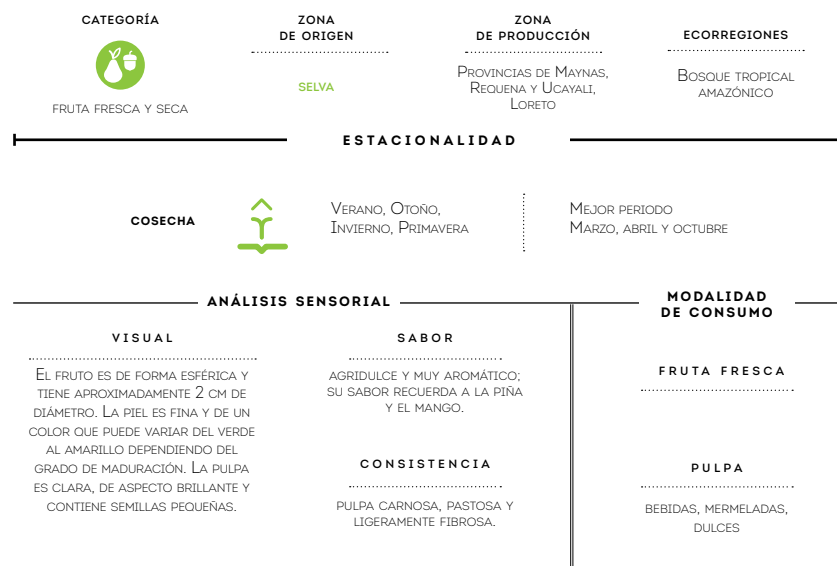 CATEGORÍA
FRUTA FRESCA Y SECA
ZONA
DE ORIGEN
SELVA
ZONA
DE PRODUCCIÓN
Provincias de Maynas,
Requena y Ucayali,
Loreto
ECORREGIONES
Bosque tropical
amazónico
ESTACIONALIDAD
COSECHA
Verano, Otoño,
Invierno, Primavera
Mejor periodo
Marzo, abril y octubre
ANÁLISIS SENSORIAL
VISUAL
El fruto es de forma esférica y
tiene aproximadamente 2 cm de
diámetro. La piel es fina y de un
color que puede variar del verde
al amarillo dependiendo del
grado de maduración. La pulpa
es clara, de aspecto brillante y
contiene semillas pequeñas.
SABOR
agridulce y muy aromático;
su sabor recuerda a la piña
y el mango.
CONSISTENCIA
pulpa carnosa, pastosa y
ligeramente fibrosa.
MODALIDAD
DE CONSUMO
FRUTA FRESCA
PULPA
bebidas, mermeladas,
dulces